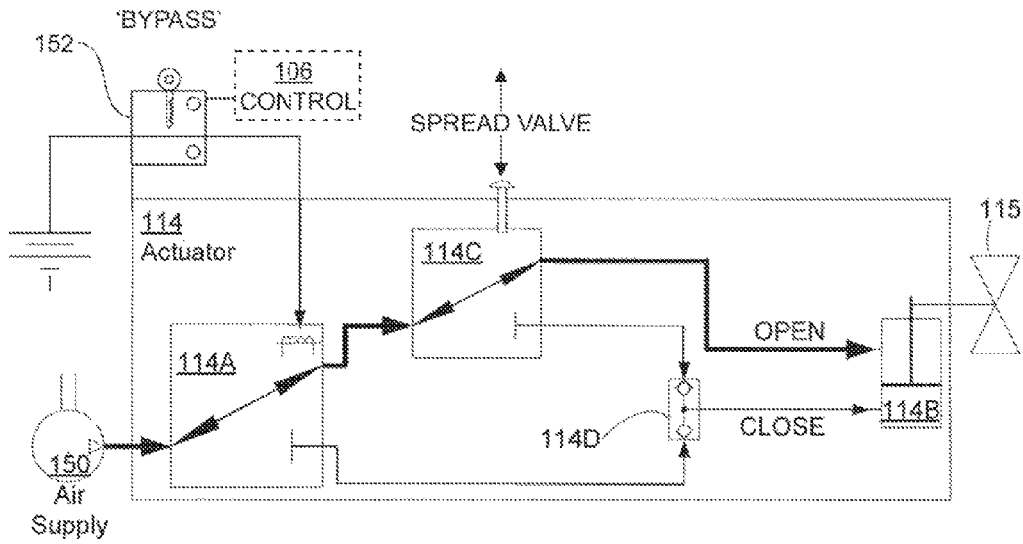 'BYPASS'
152
106
CONTROL
SPREAD VALVE
114
Actuator
114C
115
114A
OPEN
114B
114D
CLOSE
150
Air
Supply